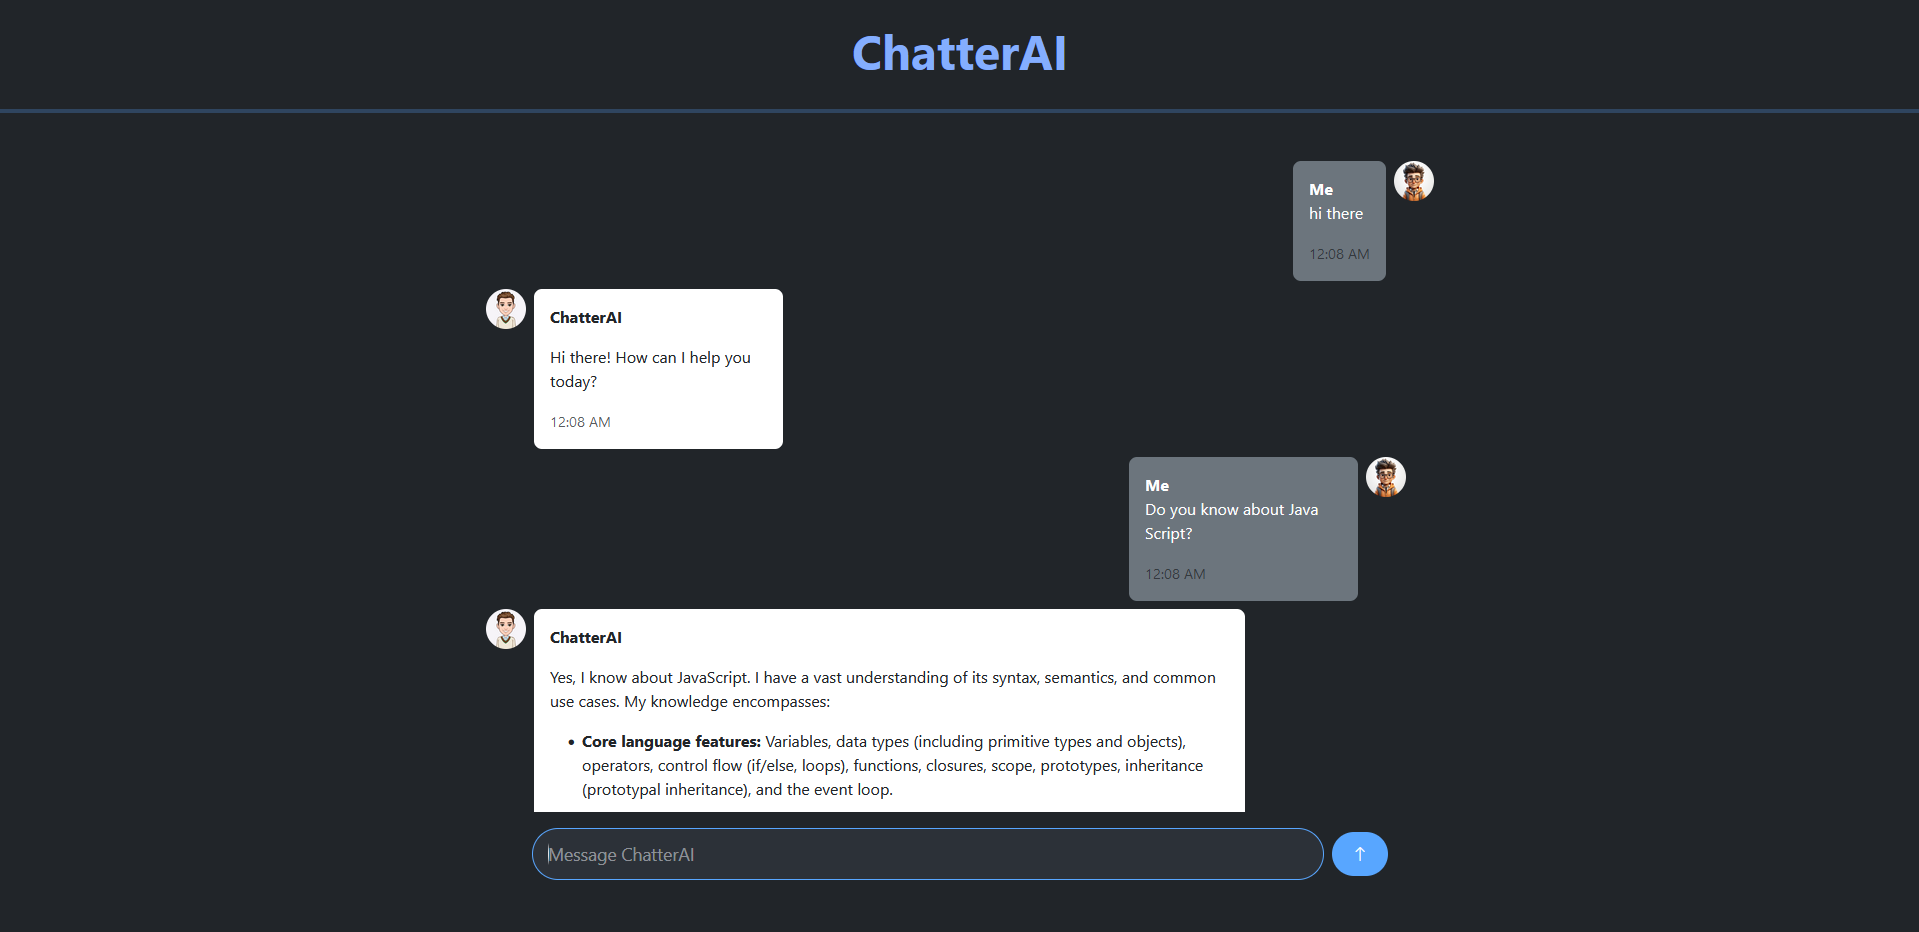 ChatterAI
Me
hi there
12:08 AM
ChatterAI
Hi there! How can I help you
today?
12:08 AM
Me
Do you know about Java
Script?
12:08 AM
ChatterAI
Yes, I know about JavaScript. I have a vast understanding of its syntax, semantics, and common
use cases. My knowledge encompasses:
• Core language features: Variables, data types (including primitive types and objects),
operators, control flow (if/else, loops), functions, closures, scope, prototypes, inheritance
(prototypal inheritance), and the event loop.
Message ChatterAI